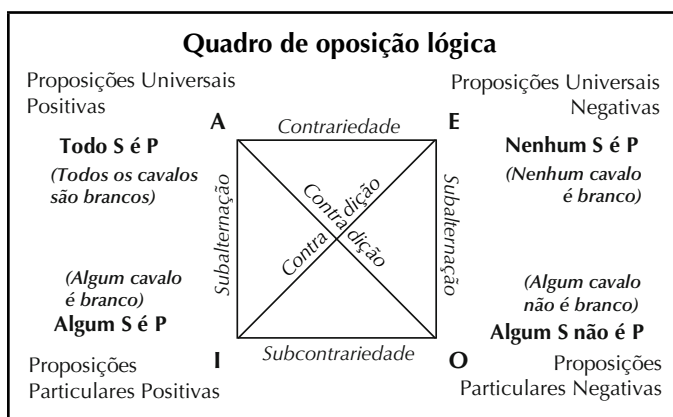 Quadro de oposição lógica
Proposições Universais
Positivas
Proposições Universais
Negativas
A
Contrariedade
E
Todo S é P
(Todos os cavalos
são brancos)
Nenhum S é P
(Nenhum cavalo
é branco)
Subalternação
Contradição
Contradição
Subalternação
(Algum cavalo
é branco)
Algum S é P
(Algum cavalo
não é branco)
Algum S não é P
I
Subcontrariedade
O
Proposições
Particulares Positivas
Proposições
Particulares Negativas